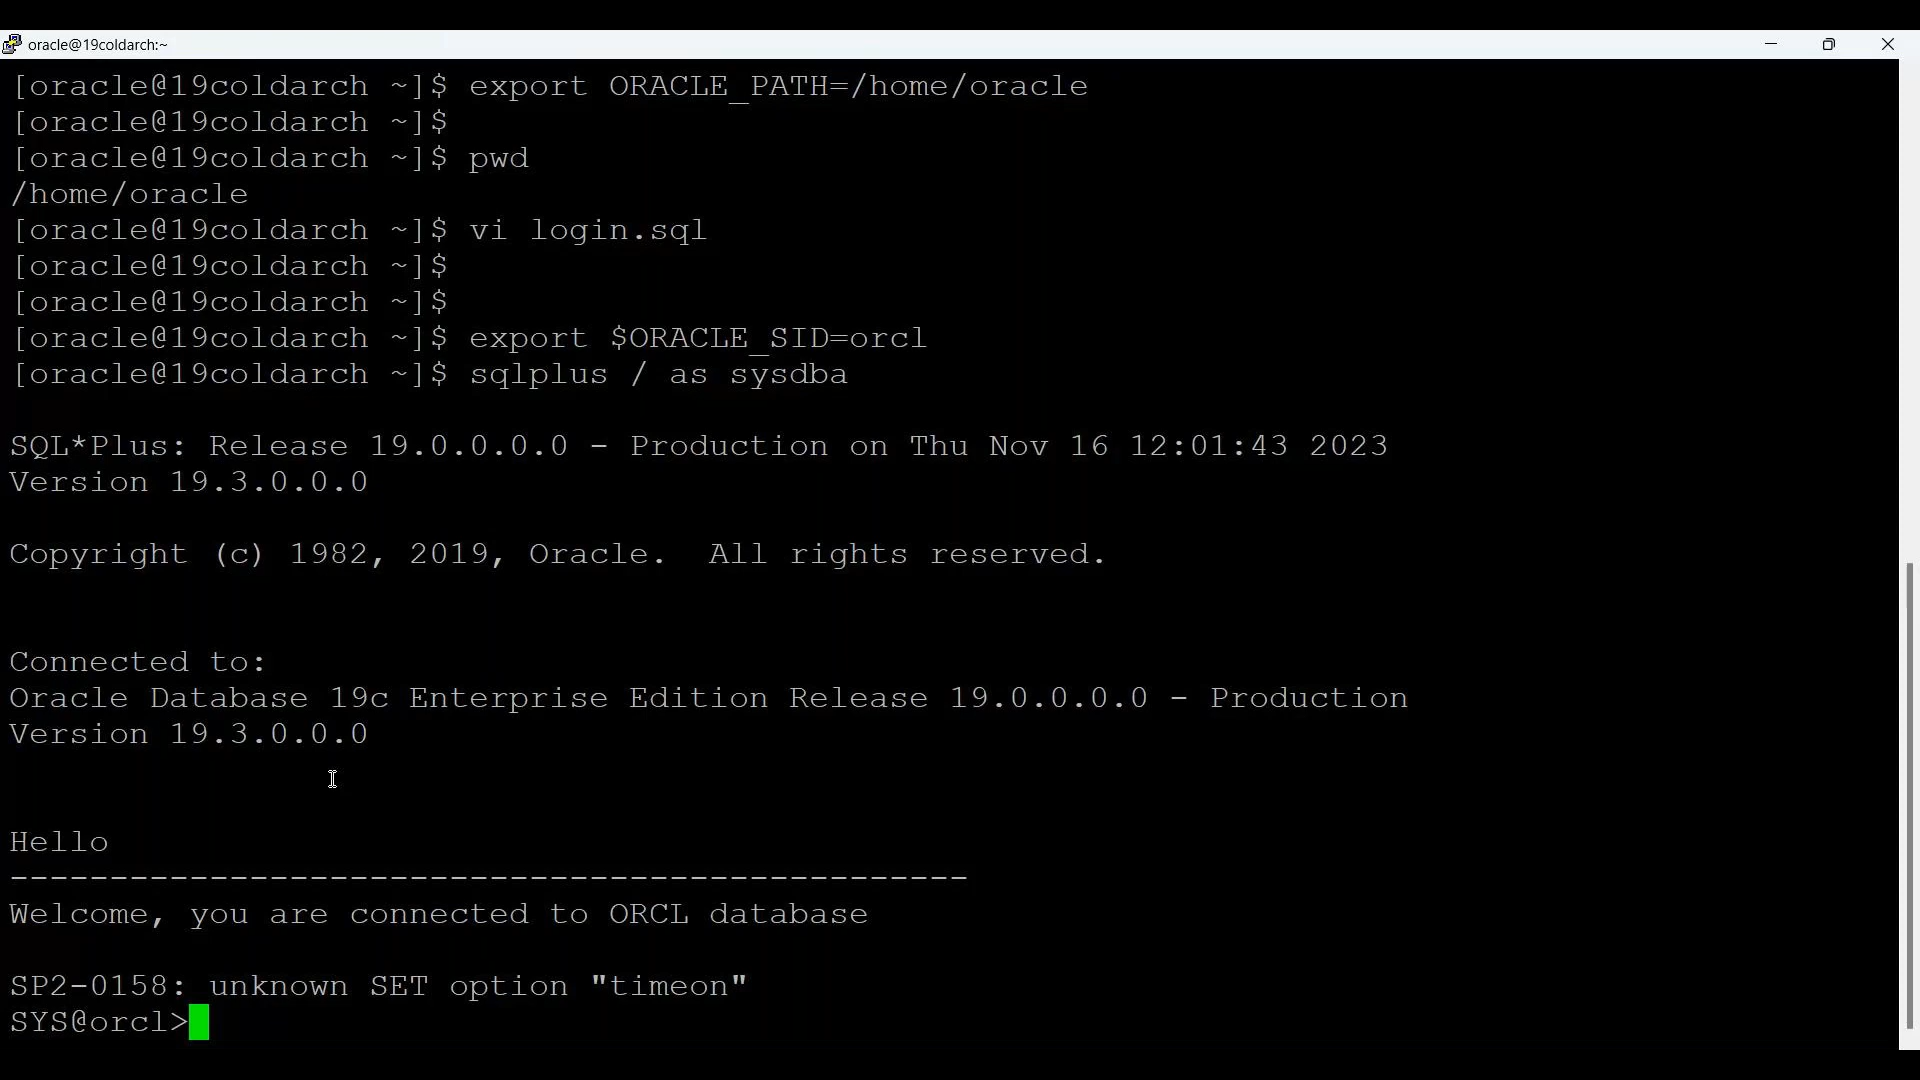 oracle@19coldarch:~
[oracle@19coldarch ~]$ export ORACLE_PATH=/home/oracle
[oracle@19coldarch ~]$
[oracle@19coldarch ~]$ pwd
/home/oracle
[oracle@19coldarch ~]$ vi login.sql
[oracle@19coldarch ~]$
[oracle@19coldarch ~]$
[oracle@19coldarch ~]$ export $ORACLE_SID=orcl
[oracle@19coldarch ~]$ sqlplus / as sysdba
SQL*Plus: Release 19.0.0.0.0 - Production on Thu Nov 16 12:01:43 2023
Version 19.3.0.0.0
Copyright (c) 1982, 2019, Oracle.  All rights reserved.
Connected to:
Oracle Database 19c Enterprise Edition Release 19.0.0.0.0 - Production
Version 19.3.0.0.0
Hello
------------------------------------------------
Welcome, you are connected to ORCL database
SP2-0158: unknown SET option "timeon"
SYS@orcl>